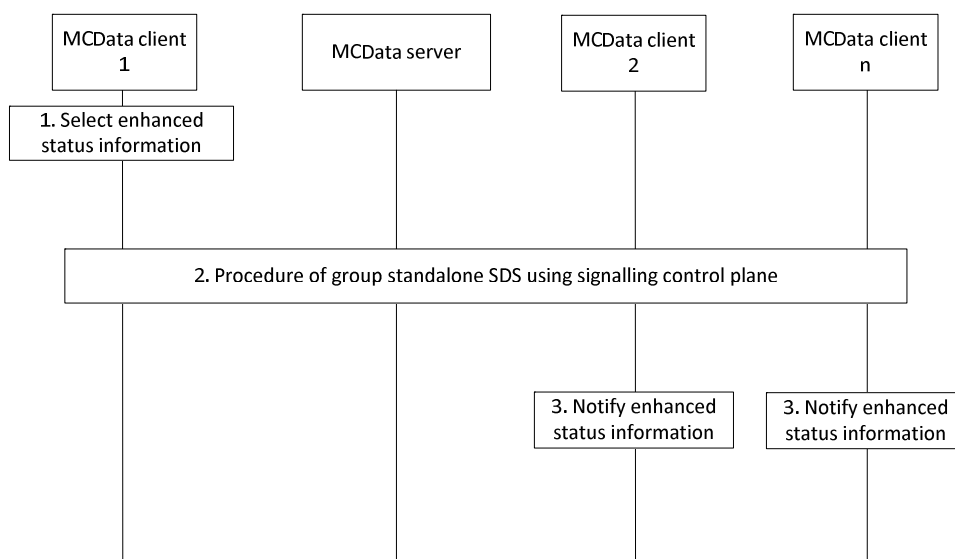 MCData client
1
MCData server
MCData client
2
MCData client
n
1. Select enhanced
status information
2. Procedure of group standalone SDS using signalling control plane
3. Notify enhanced
status information
3. Notify enhanced
status information